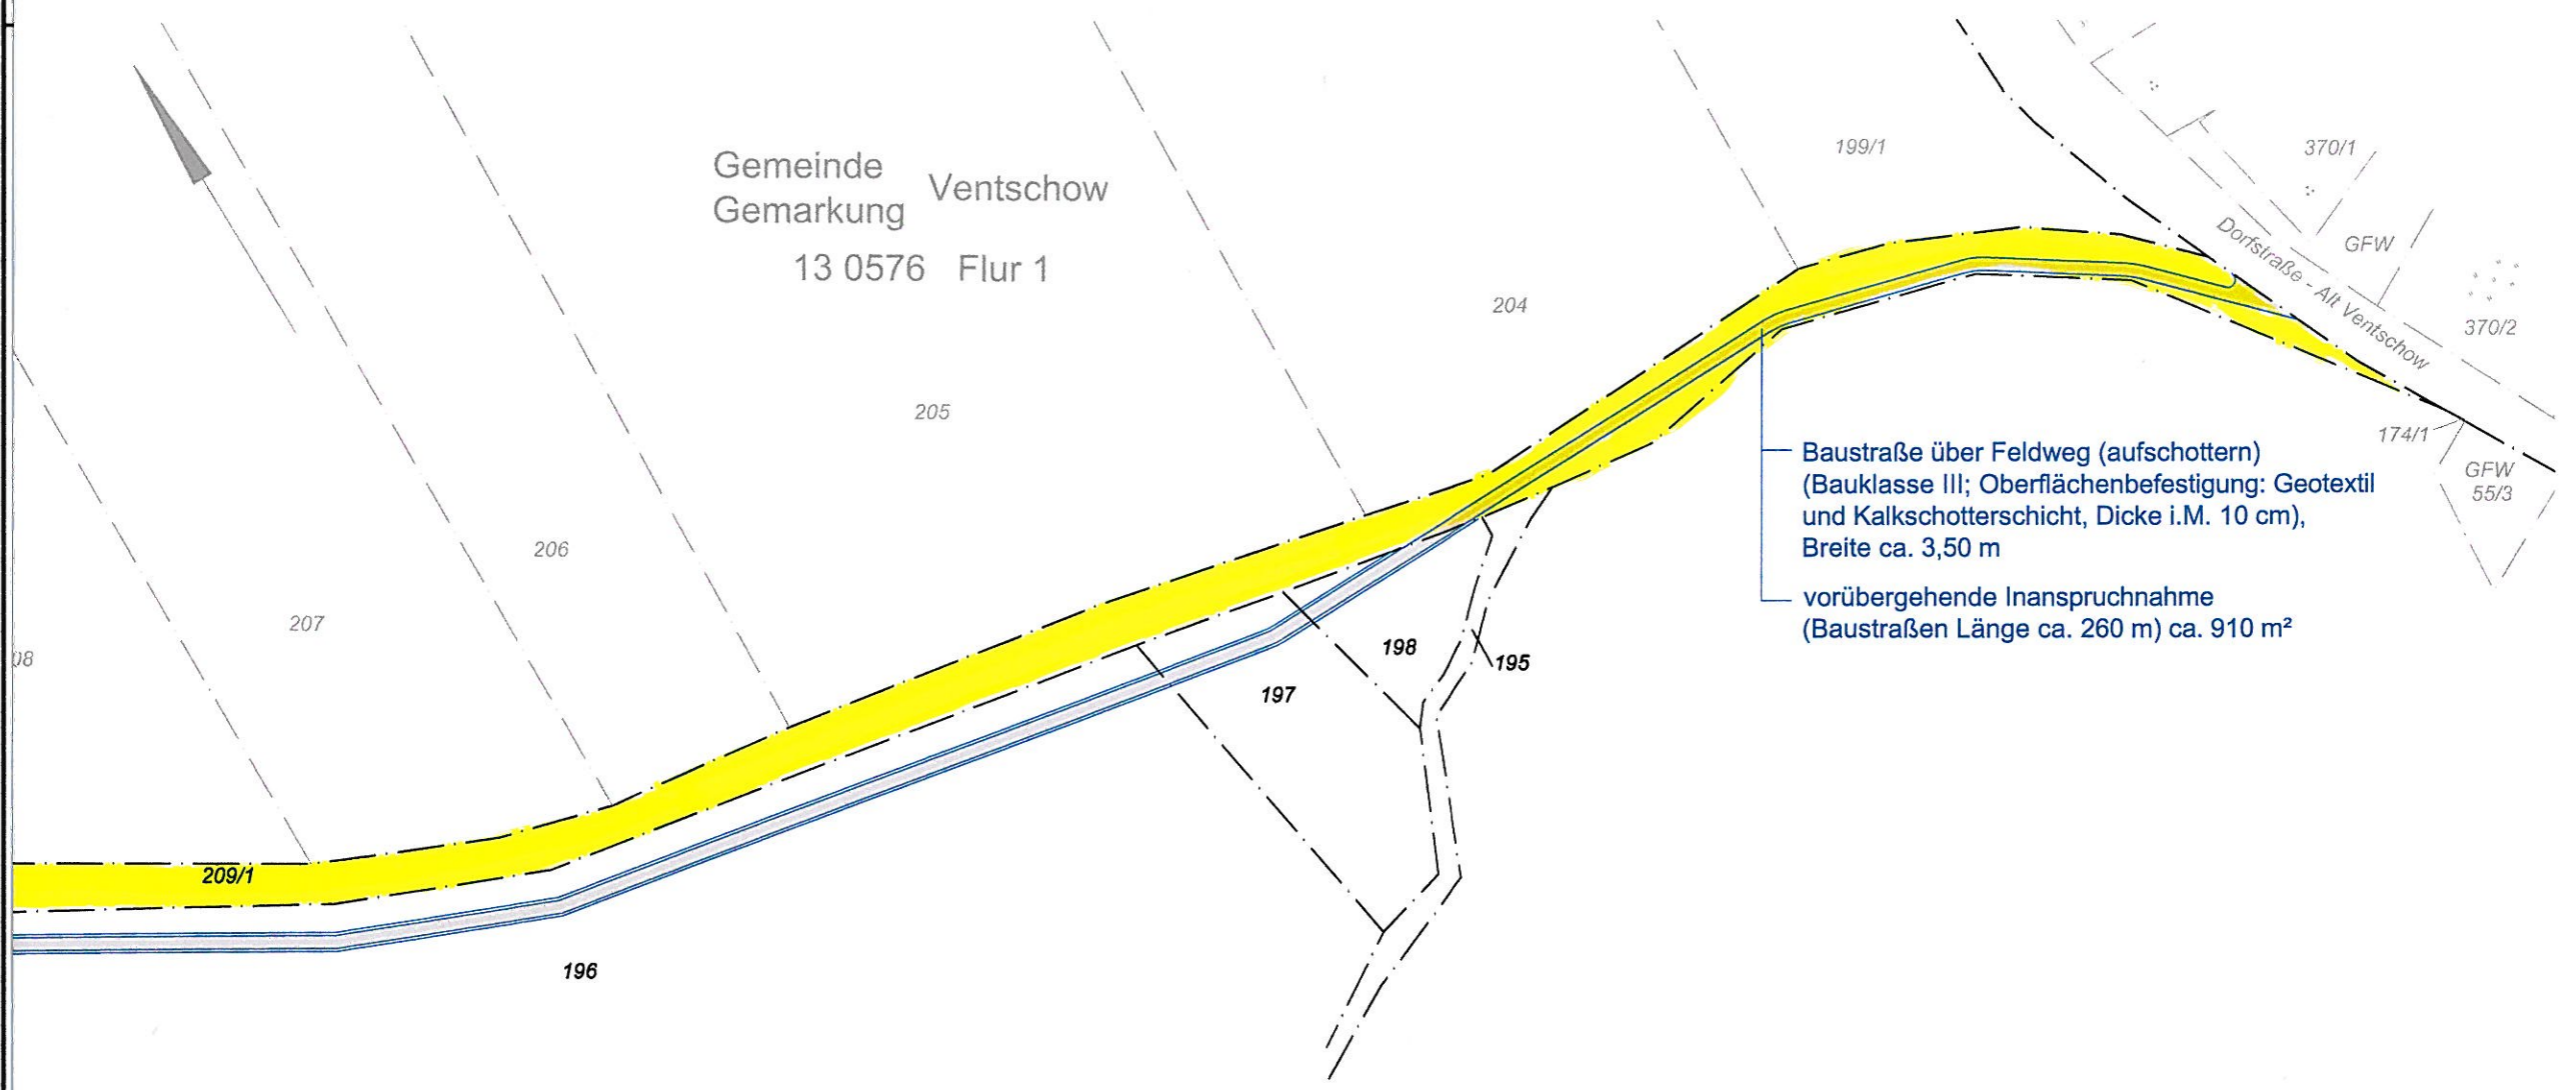 Gemeinde
Gemarkung
Ventschow
13 0576 Flur 1
199/1
370/1
GFW
Dorfstraße - Alt Ventschow
370/2
204
205
206
207
08
174/1
GFW
55/3
Baustraße über Feldweg (aufschottern)
(Bauklasse III; Oberflächenbefestigung: Geotextil
und Kalkschotterschicht, Dicke i.M. 10 cm),
Breite ca. 3,50 m
vorübergehende Inanspruchnahme
(Baustraßen Länge ca. 260 m) ca. 910 m²
198
195
197
209/1
196